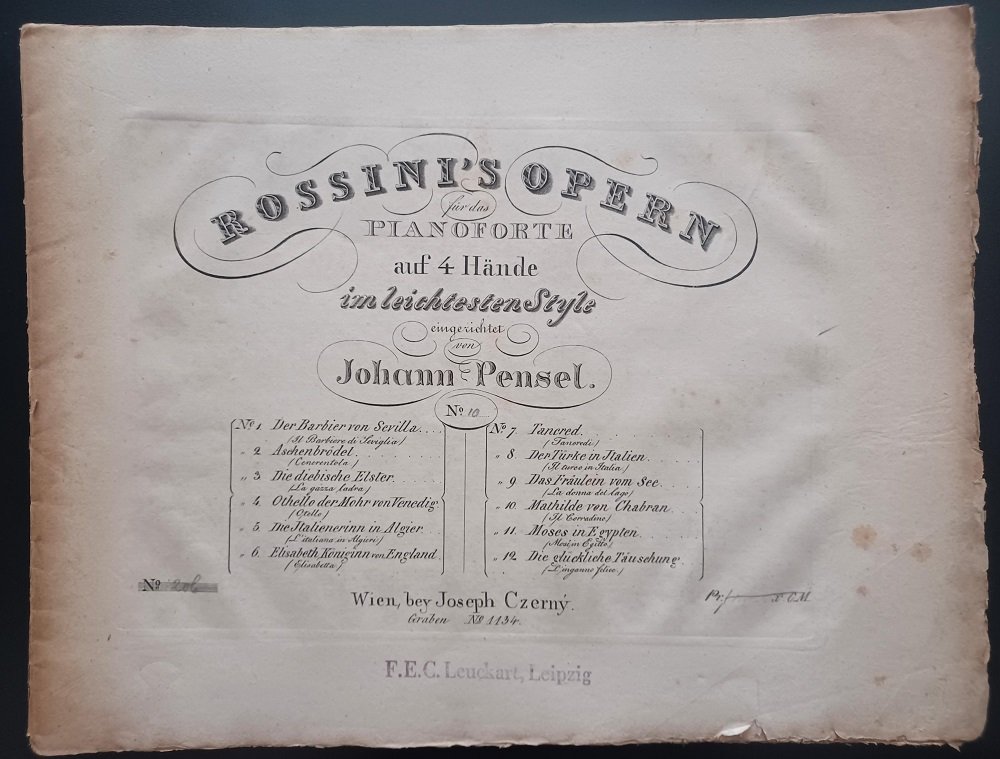 ROSSINI'S OPERN
für das
PIANOFORTE
auf 4 Hände
im leichtesten Style
eingerichtet
von
Johann Pensel.
No. 10
No. 1 Der Barbier von Sevilla....
(Il Barbiere di Siviglia)
" 2. Aschenbrödel
(Cenerentola)
" 3. Die diebische Elster
(La gazza ladra)
" 4. Othello der Mohr von Venedig.
(Otello)
" 5. Die Italienerinn in Algier.
(L'italiana in Algieri)
" 6. Elisabeth Königinn von England
(Elisabetta)
No. 7 Tancred
(Tancredi)
" 8. Der Türke in Italien
(Il turco in Italia)
" 9 Das Fräulein vom See
(La donna del lago)
" 10. Mathilde von Chabran
(Il Corradino)
" 11. Moses in Egypten
(Mosé in Egitto)
" 12. Die glückliche Täuschung
(L'inganno felice)
No. 206
Wien, bey Joseph Czerný.
Graben No. 1134.
Pr. x C.M
F.E.C. Leuckart, Leipzig